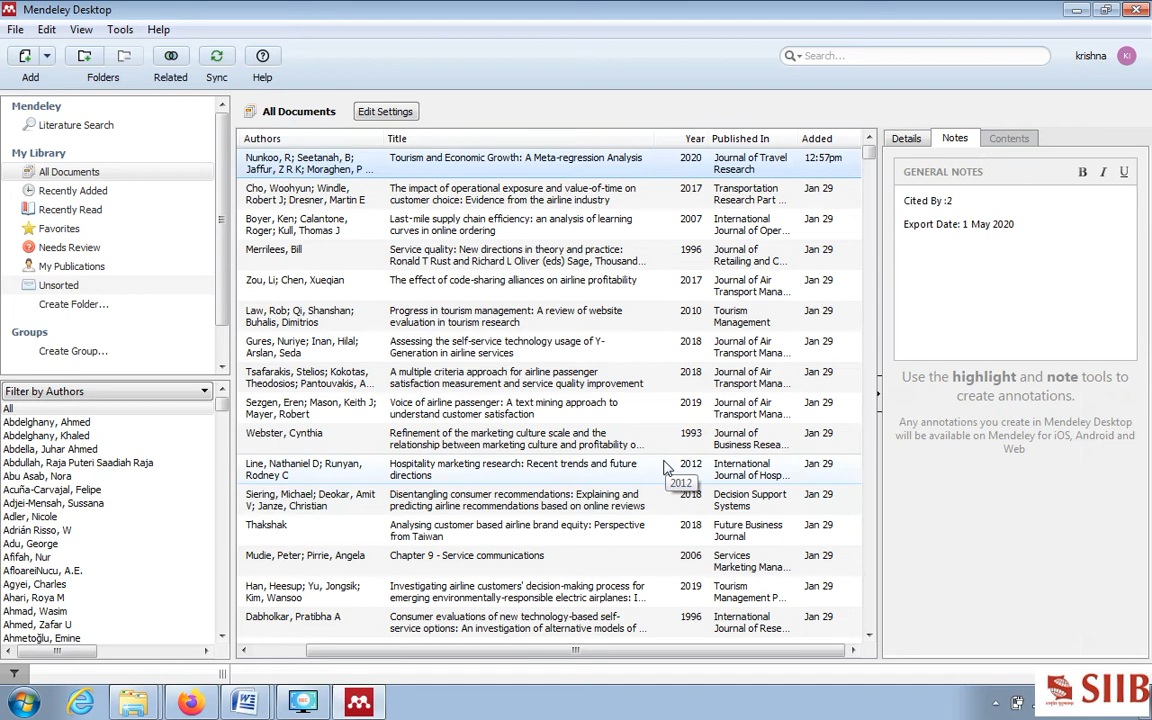 Mendeley Desktop
File Edit View Tools Help
Search...
krishna KI
Add Folders Related Sync Help
Mendeley
Literature Search
My Library
All Documents
Recently Added
Recently Read
Favorites
Needs Review
My Publications
Unsorted
Create Folder...
Groups
Create Group...
Filter by Authors
All
Abdelghany, Ahmed
Abdelghany, Khaled
Abdella, Juhar Ahmed
Abdullah, Raja Puteri Saadiah Raja
Abu Asab, Nora
Acuña-Carvajal, Felipe
Adjei-Mensah, Sussana
Adler, Nicole
Adrián Risso, W
Adu, George
Afifah, Nur
AfloareiNucu, A.E.
Agyei, Charles
Ahari, Roya M
Ahmad, Wasim
Ahmed, Zafar U
Ahmetoğlu, Emine
All Documents Edit Settings
Authors Title Year Published In Added
Nunkoo, R; Seetanah, B; Tourism and Economic Growth: A Meta-regression Analysis 2020 Journal of Travel 12:57pm
Jaffur, Z R K; Moraghen, P ... Research
Cho, Woohyun; Windle, The impact of operational exposure and value-of-time on 2017 Transportation Jan 29
Robert J; Dresner, Martin E customer choice: Evidence from the airline industry Research Part ...
Boyer, Ken; Calantone, Last-mile supply chain efficiency: an analysis of learning 2007 International Jan 29
Roger; Kull, Thomas J curves in online ordering Journal of Oper...
Merrilees, Bill Service quality: New directions in theory and practice: 1996 Journal of Jan 29
Ronald T Rust and Richard L Oliver (eds) Sage, Thousand... Retailing and C...
Zou, Li; Chen, Xueqian The effect of code-sharing alliances on airline profitability Journal of Air Jan 29
Transport Mana...
Law, Rob; Qi, Shanshan; Progress in tourism management: A review of website 2010 Tourism Jan 29
Buhalis, Dimitrios evaluation in tourism research Management
Gures, Nuriye; Inan, Hilal; Assessing the self-service technology usage of Y- 2018 Journal of Air Jan 29
Arslan, Seda Generation in airline services Transport Mana...
Tsafarakis, Stelios; Kokotas, A multiple criteria approach for airline passenger 2018 Journal of Air Jan 29
Theodosios; Pantouvakis, A... satisfaction measurement and service quality improvement Transport Mana...
Sezgen, Eren; Mason, Keith J; Voice of airline passenger: A text mining approach to 2019 Journal of Air Jan 29
Mayer, Robert understand customer satisfaction Transport Mana...
Webster, Cynthia Refinement of the marketing culture scale and the 1993 Journal of Jan 29
relationship between marketing culture and profitability o... Business Resea...
Line, Nathaniel D; Runyan, Hospitality marketing research: Recent trends and future 2012 International Jan 29
Rodney C directions Journal of Hosp...
2012
Siering, Michael; Deokar, Amit Disentangling consumer recommendations: Explaining and 2018 Decision Support Jan 29
V; Janze, Christian predicting airline recommendations based on online reviews Systems
Thakshak Analysing customer based airline brand equity: Perspective 2018 Future Business Jan 29
from Taiwan Journal
Mudie, Peter; Pirrie, Angela Chapter 9 - Service communications 2006 Services Jan 29
Marketing Mana...
Han, Heesup; Yu, Jongsik; Investigating airline customers' decision-making process for 2019 Tourism Jan 29
Kim, Wansoo emerging environmentally-responsible electric airplanes: I... Management P...
Dabholkar, Pratibha A Consumer evaluations of new technology-based self- 1996 International Jan 29
service options: An investigation of alternative models of ... Journal of Rese...
Details Notes Contents
GENERAL NOTES B I U
Cited By :2
Export Date: 1 May 2020
Use the highlight and note tools to
create annotations.
Any annotations you create in Mendeley Desktop
will be available on Mendeley for iOS, Android and
Web
SIIB